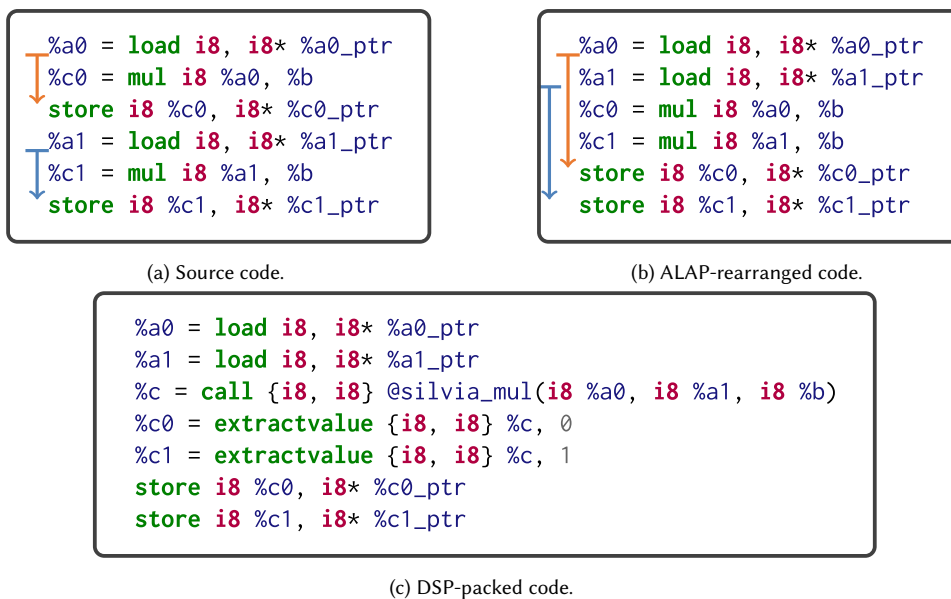 %a0 = load i8, i8* %a0_ptr
%c0 = mul i8 %a0, %b
store i8 %c0, i8* %c0_ptr
%a1 = load i8, i8* %a1_ptr
%c1 = mul i8 %a1, %b
store i8 %c1, i8* %c1_ptr
(a) Source code.
%a0 = load i8, i8* %a0_ptr
%a1 = load i8, i8* %a1_ptr
%c0 = mul i8 %a0, %b
%c1 = mul i8 %a1, %b
store i8 %c0, i8* %c0_ptr
store i8 %c1, i8* %c1_ptr
(b) ALAP-rearranged code.
%a0 = load i8, i8* %a0_ptr
%a1 = load i8, i8* %a1_ptr
%c = call {i8, i8} @silvia_mul(i8 %a0, i8 %a1, i8 %b)
%c0 = extractvalue {i8, i8} %c, 0
%c1 = extractvalue {i8, i8} %c, 1
store i8 %c0, i8* %c0_ptr
store i8 %c1, i8* %c1_ptr
(c) DSP-packed code.